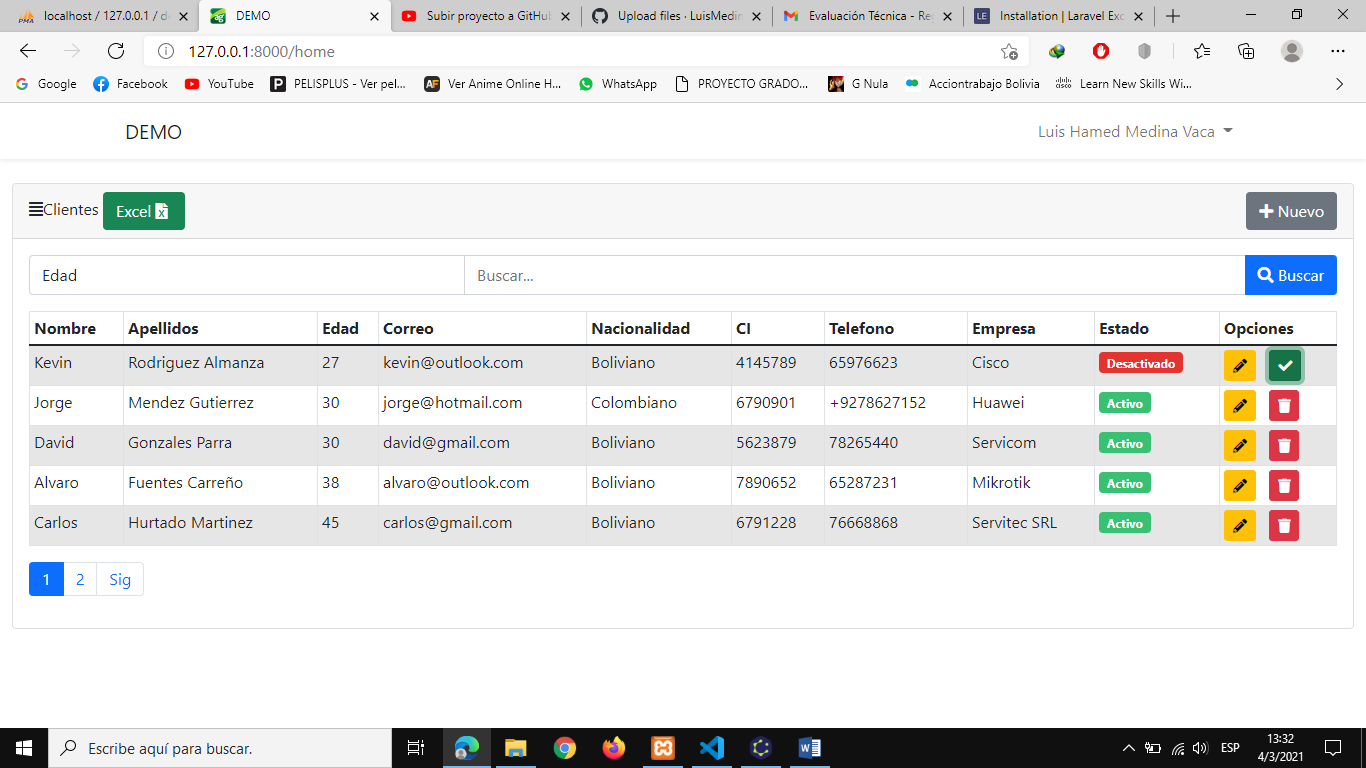 localhost / 127.0.0.1 / d
DEMO
Subir proyecto a GitHu
Upload files · LuisMedi
Evaluación Técnica - Re
LE
Installation | Laravel Exc
127.0.0.1:8000/home
Google
Facebook
YouTube
PELISPLUS - Ver pel...
Ver Anime Online H...
WhatsApp
PROYECTO GRADO...
G Nula
Acciontrabajo Bolivia
Learn New Skills Wi...
DEMO
Luis Hamed Medina Vaca
Clientes Excel
Nuevo
Edad Buscar... Buscar
Nombre Apellidos Edad Correo Nacionalidad CI Telefono Empresa Estado Opciones
Kevin Rodriguez Almanza 27 kevin@outlook.com Boliviano 4145789 65976623 Cisco Desactivado
Jorge Mendez Gutierrez 30 jorge@hotmail.com Colombiano 6790901 +9278627152 Huawei Activo
David Gonzales Parra 30 david@gmail.com Boliviano 5623879 78265440 Servicom Activo
Alvaro Fuentes Carreño 38 alvaro@outlook.com Boliviano 7890652 65287231 Mikrotik Activo
Carlos Hurtado Martinez 45 carlos@gmail.com Boliviano 6791228 76668868 Servitec SRL Activo
1 2 Sig
Escribe aquí para buscar.
ESP
13:32
4/3/2021